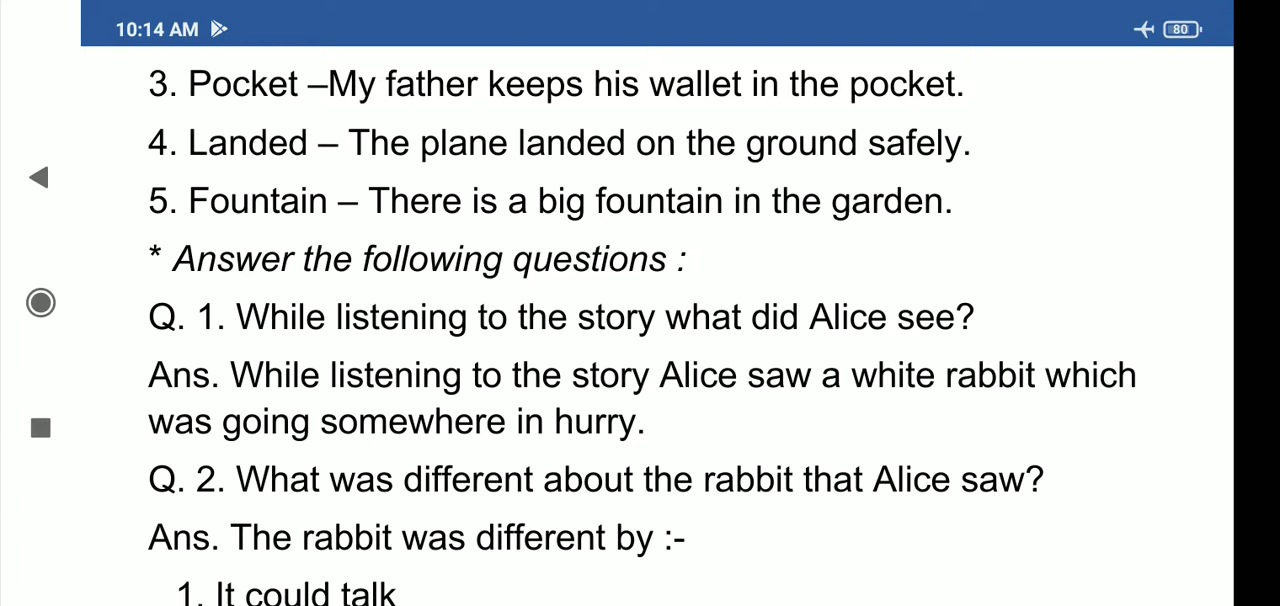 10:14 AM
80
3. Pocket –My father keeps his wallet in the pocket.
4. Landed – The plane landed on the ground safely.
5. Fountain – There is a big fountain in the garden.
* Answer the following questions :
Q. 1. While listening to the story what did Alice see?
Ans. While listening to the story Alice saw a white rabbit which
was going somewhere in hurry.
Q. 2. What was different about the rabbit that Alice saw?
Ans. The rabbit was different by :-
1. It could talk